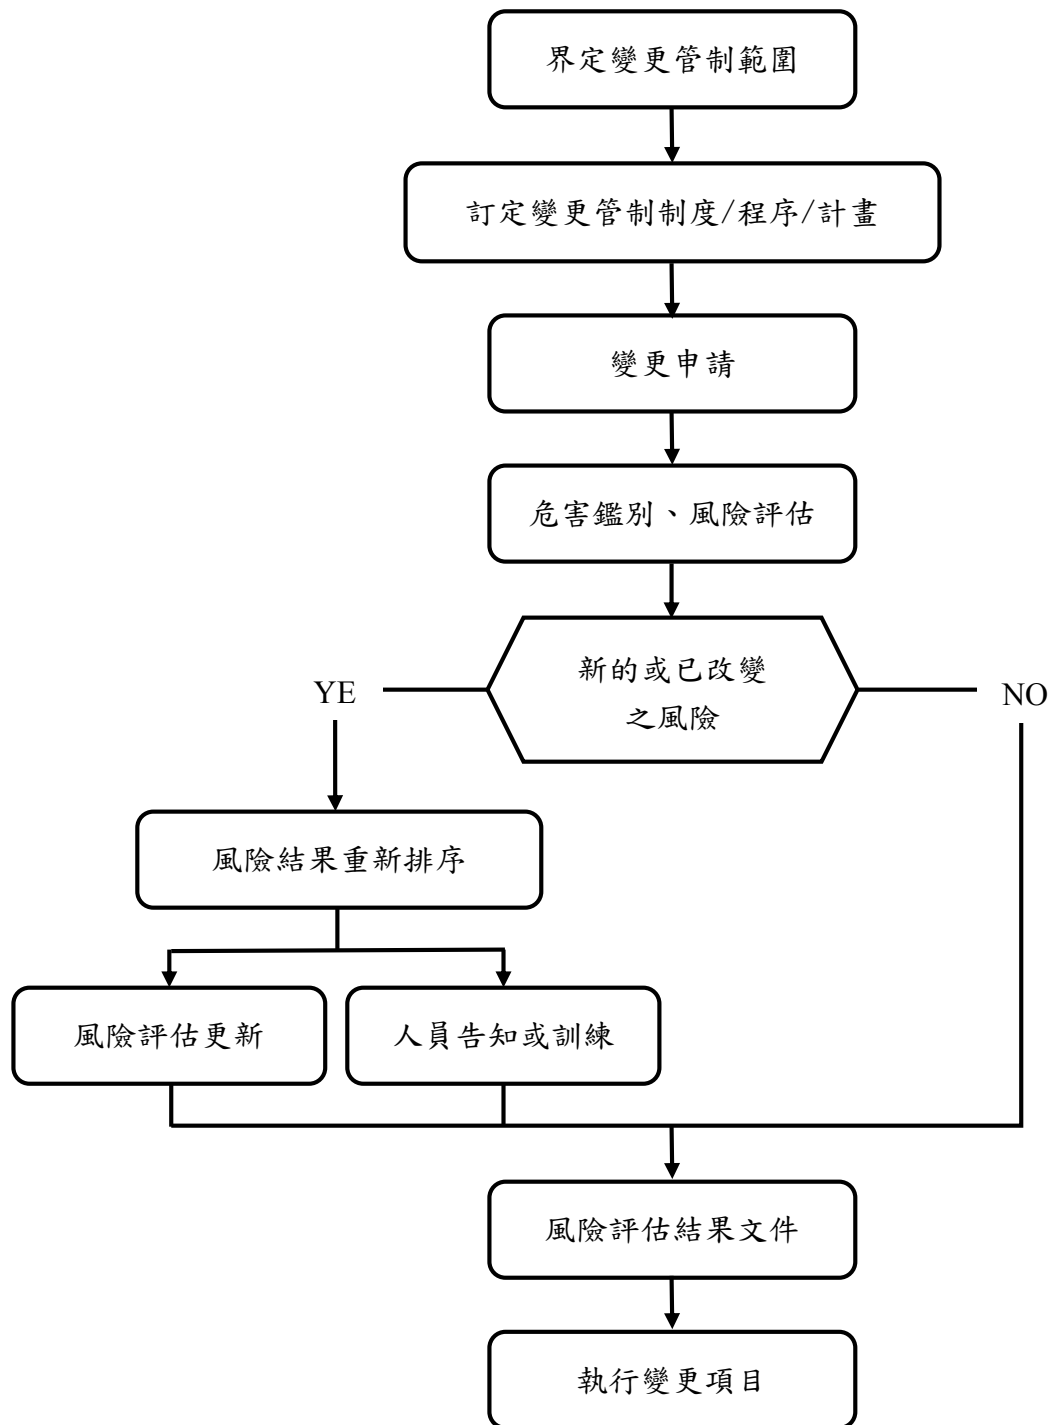 界定變更管制範圍
訂定變更管制制度/程序/計畫
變更申請
危害鑑別、風險評估
新的或已改變
之風險
YE
NO
風險結果重新排序
風險評估更新
人員告知或訓練
風險評估結果文件
執行變更項目